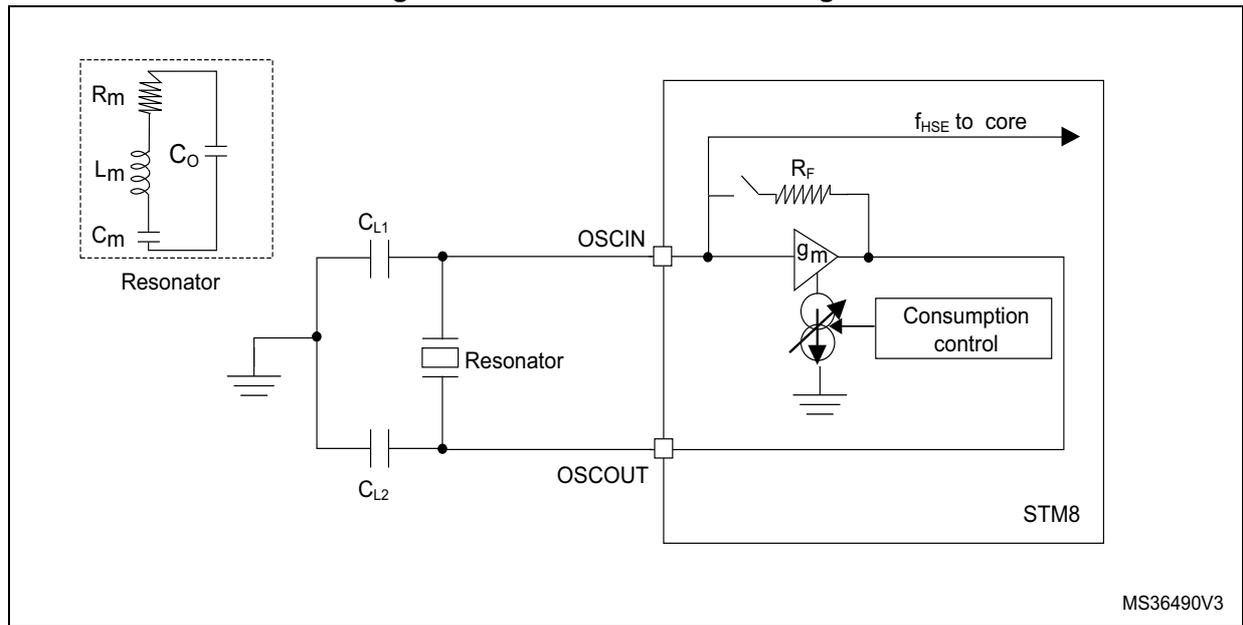 Rm
Lm
CO
Cm
Resonator
CL1
CL2
Resonator
OSCIN
OSCOUT
fHSE to core
RF
gm
Consumption
control
STM8
MS36490V3